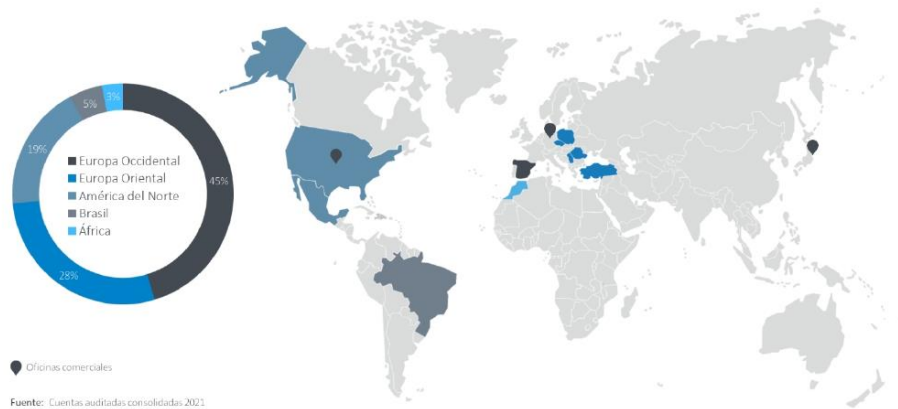 3%
5%
19%
45%
28%
Europa Occidental
Europa Oriental
América del Norte
Brasil
África
Oficinas comerciales
Fuente: Cuentas auditadas consolidadas 2021